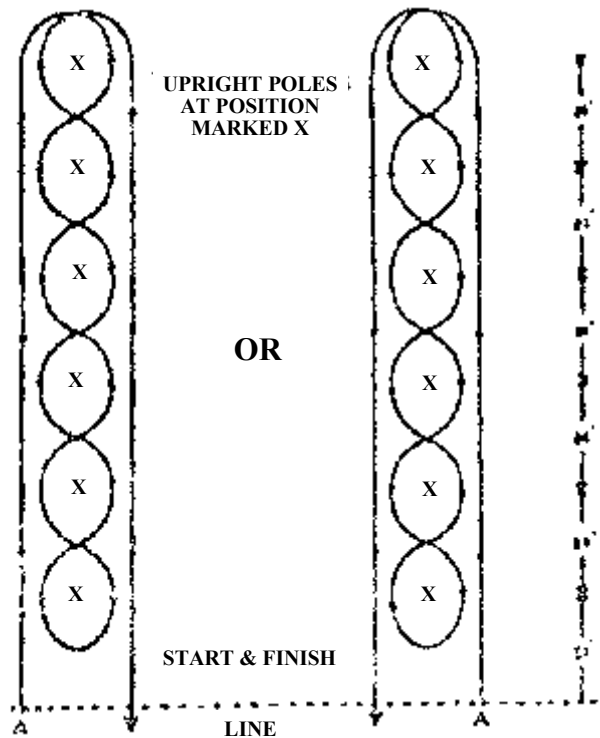 X
X
UPRIGHT POLES
AT POSITION
MARKED X
X
X
X
X
OR
X
X
X
X
X
X
START & FINISH
LINE
A
A